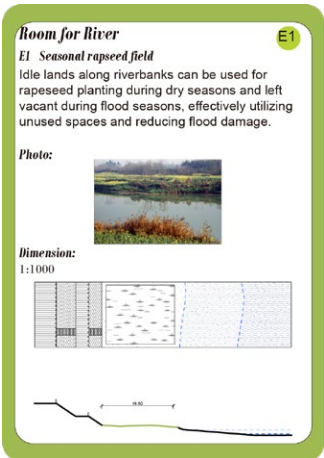 Room for River
E1
E1 Seasonal rapseed field
Idle lands along riverbanks can be used for
rapeseed planting during dry seasons and left
vacant during flood seasons, effectively utilizing
unused spaces and reducing flood damage.
Photo:
Dimension:
1:1000